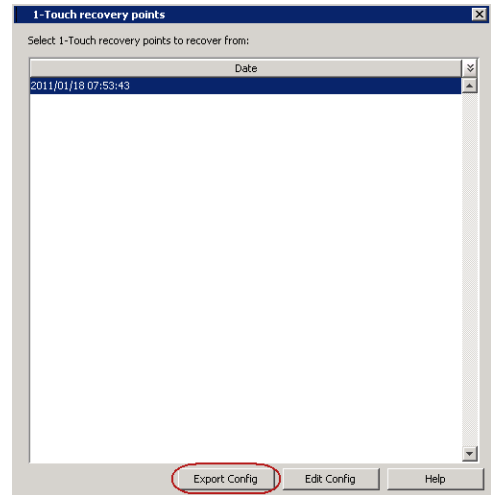 1-Touch recovery points
Select 1-Touch recovery points to recover from:
Date
2011/01/18 07:53:43
Export Config Edit Config Help